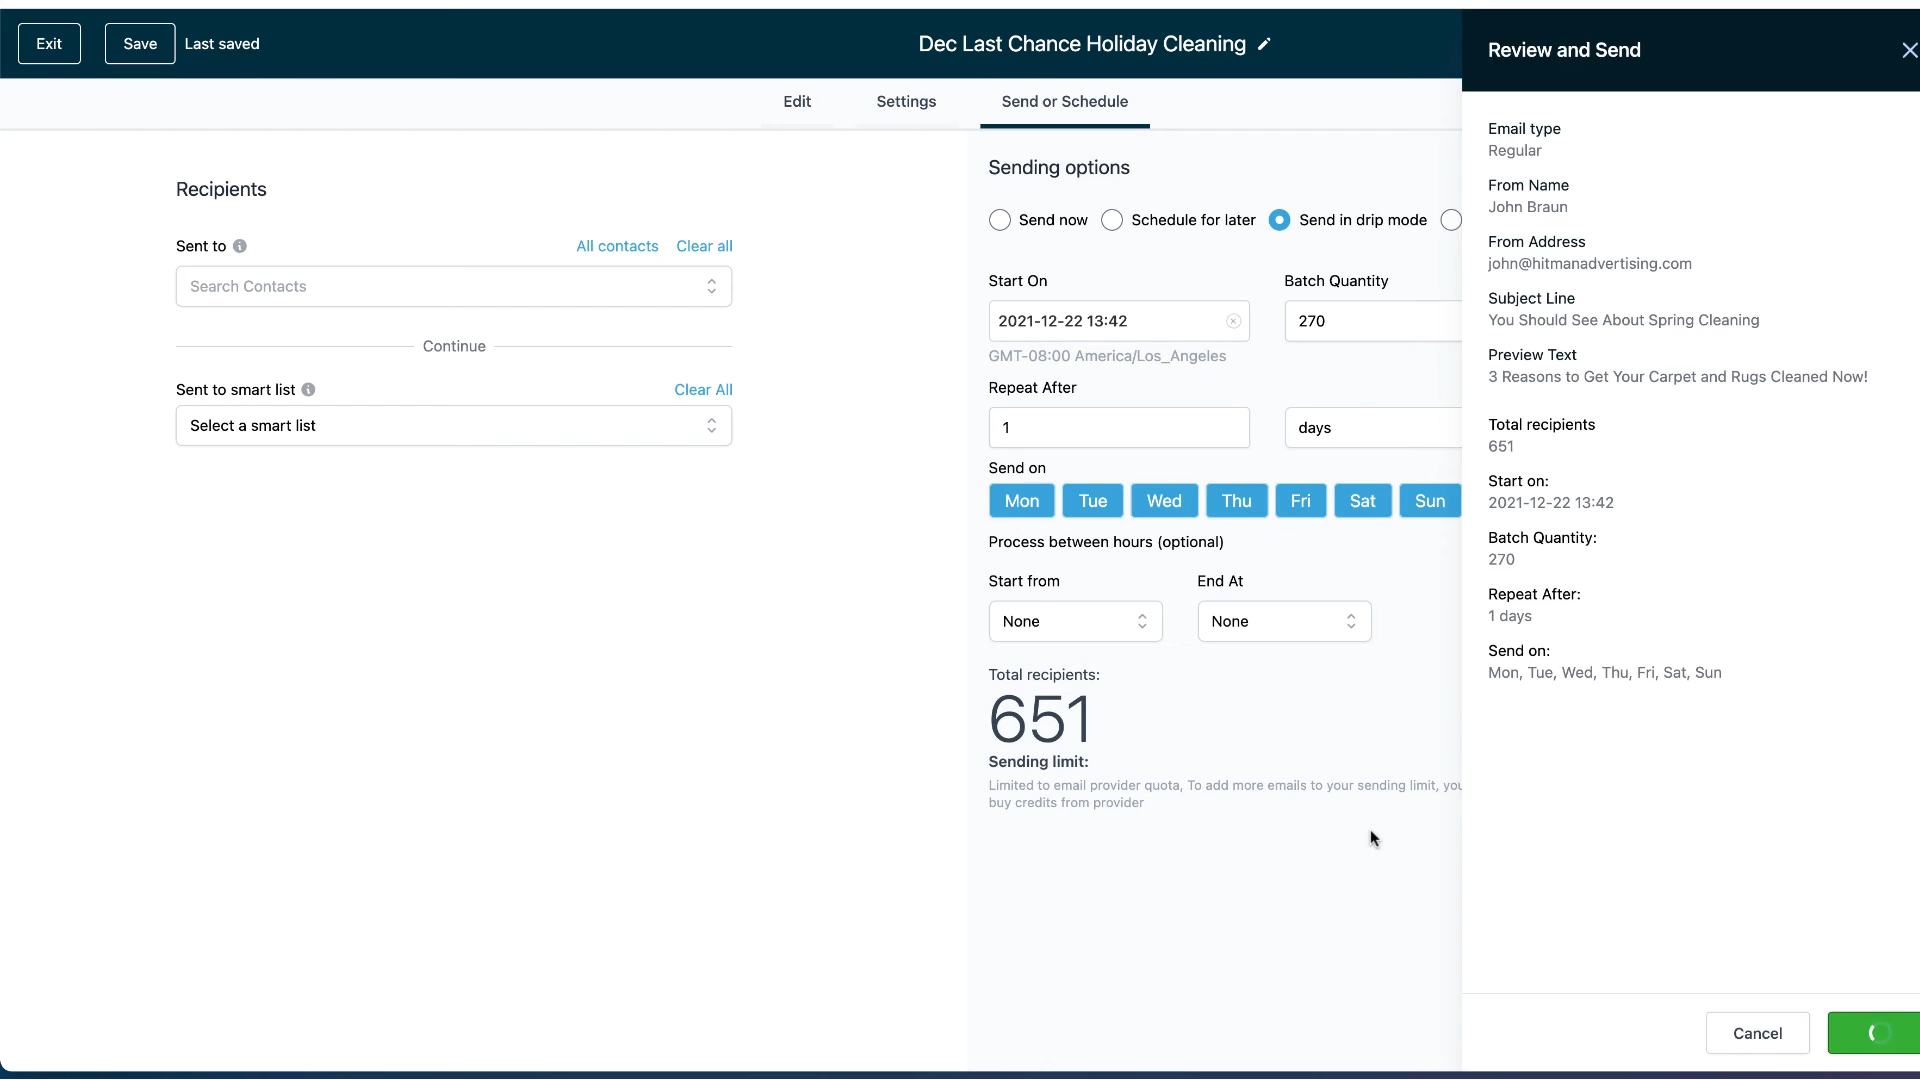 Exit
Save
Last saved
Dec Last Chance Holiday Cleaning
Edit
Settings
Send or Schedule
Recipients
Sent to
All contacts
Clear all
Search Contacts
Continue
Sent to smart list
Clear All
Select a smart list
Sending options
Send now
Schedule for later
Send in drip mode
Start On
Batch Quantity
2021-12-22 13:42
270
GMT-08:00 America/Los_Angeles
Repeat After
1
days
Send on
Mon
Tue
Wed
Thu
Fri
Sat
Sun
Process between hours (optional)
Start from
End At
None
None
Total recipients:
651
Sending limit:
Limited to email provider quota, To add more emails to your sending limit, you
buy credits from provider
Review and Send
Email type
Regular
From Name
John Braun
From Address
john@hitmanadvertising.com
Subject Line
You Should See About Spring Cleaning
Preview Text
3 Reasons to Get Your Carpet and Rugs Cleaned Now!
Total recipients
651
Start on:
2021-12-22 13:42
Batch Quantity:
270
Repeat After:
1 days
Send on:
Mon, Tue, Wed, Thu, Fri, Sat, Sun
Cancel